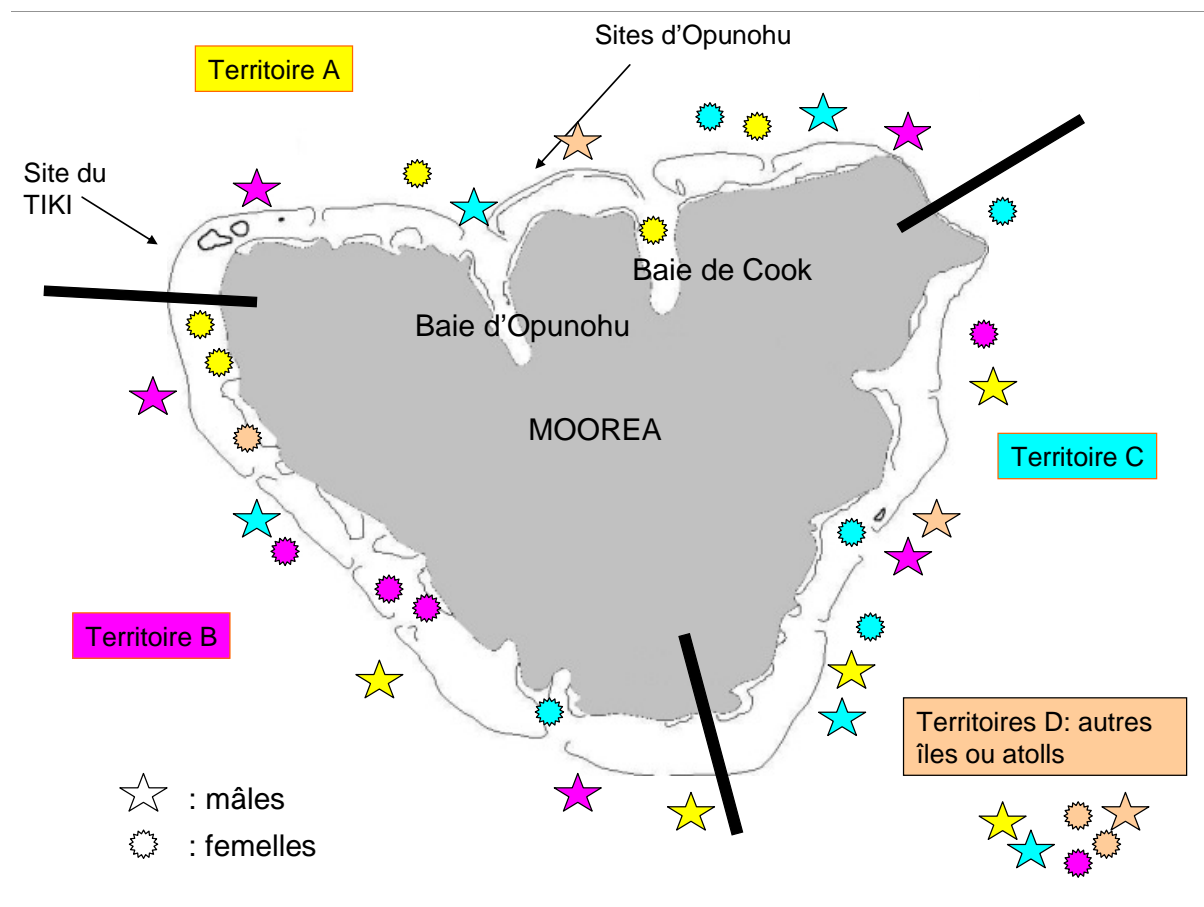 Sites d'Opunohu
Territoire A
Site du
TIKI
Baie de Cook
Baie d'Opunohu
MOOREA
Territoire C
Territoire B
Territoires D: autres
îles ou atolls
: mâles
: femelles